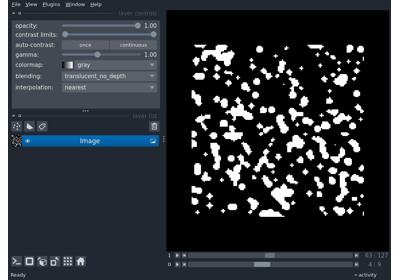 File View Plugins Window Help
layer controls
opacity: 1.00
contrast limits:
auto-contrast: once continuous
gamma: 1.00
colormap: gray
blending: translucent_no_depth
interpolation: nearest
layer list
Image
1 63 / 127
0 4 / 9
Ready activity